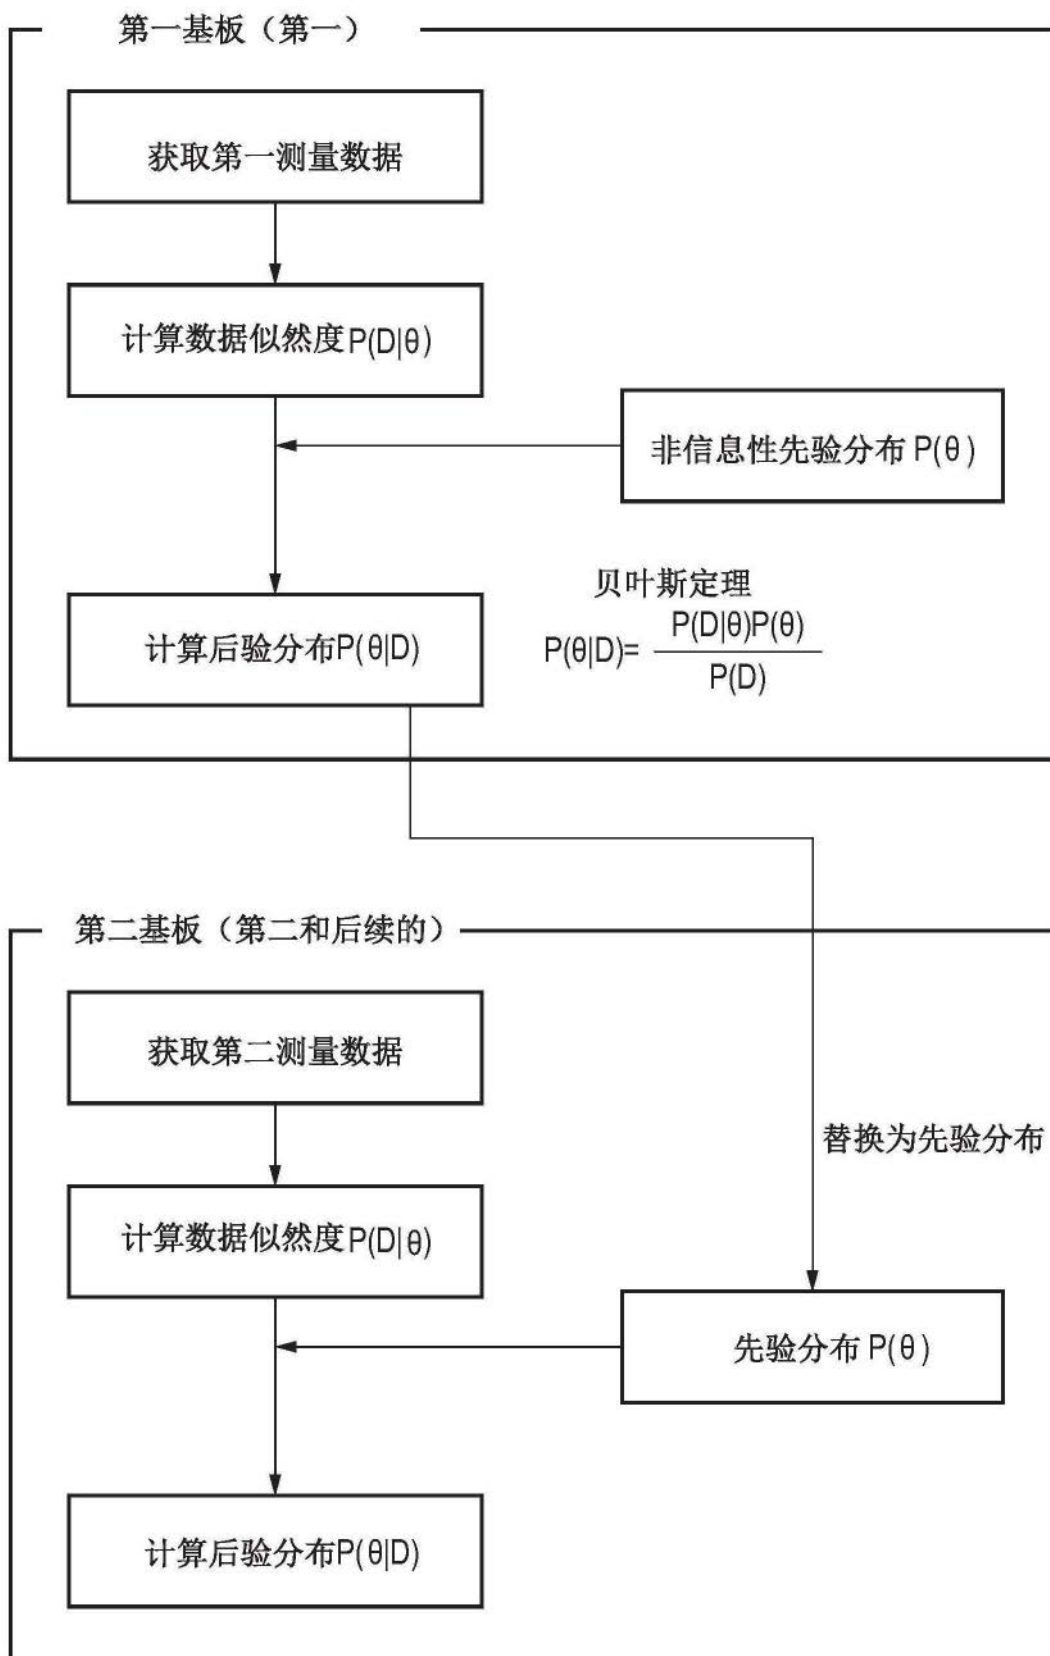 第一基板（第一）
获取第一测量数据
计算数据似然度P(D|θ)
非信息性先验分布 P(θ)
贝叶斯定理
计算后验分布P(θ|D)
P(θ|D)= P(D|θ)P(θ)
P(D)
第二基板（第二和后续的）
获取第二测量数据
替换为先验分布
计算数据似然度P(D|θ)
先验分布 P(θ)
计算后验分布P(θ|D)